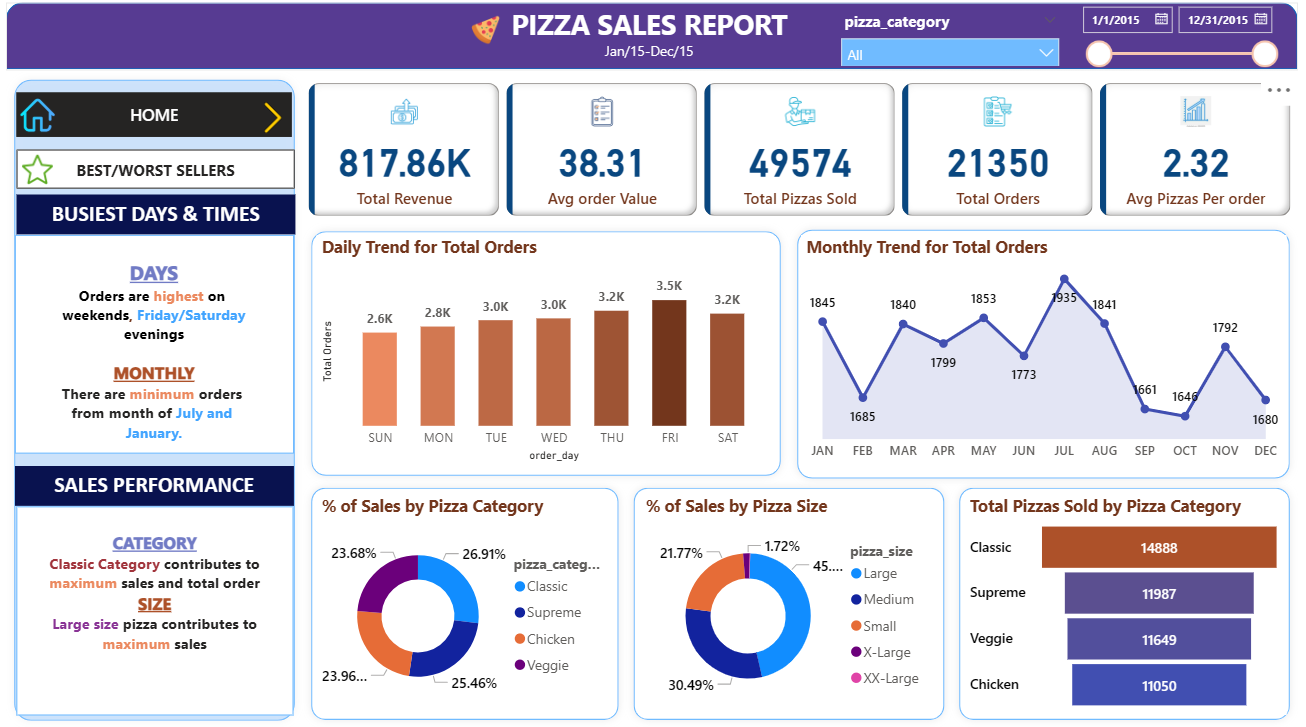 PIZZA SALES REPORT
Jan/15-Dec/15
pizza_category
All
1/1/2015
12/31/2015
HOME
BEST/WORST SELLERS
BUSIEST DAYS & TIMES
DAYS
Orders are highest on
weekends, Friday/Saturday
evenings
MONTHLY
There are minimum orders
from month of July and
January.
SALES PERFORMANCE
CATEGORY
Classic Category contributes to
maximum sales and total order
SIZE
Large size pizza contributes to
maximum sales
817.86K
Total Revenue
38.31
Avg order Value
49574
Total Pizzas Sold
21350
Total Orders
2.32
Avg Pizzas Per order
Daily Trend for Total Orders
Total Orders
2.6K
2.8K
3.0K
3.0K
3.2K
3.5K
3.2K
SUN
MON
TUE
WED
THU
FRI
SAT
order_day
Monthly Trend for Total Orders
1845
1685
1840
1799
1853
1773
1935
1841
1661
1646
1792
1680
JAN
FEB
MAR
APR
MAY
JUN
JUL
AUG
SEP
OCT
NOV
DEC
% of Sales by Pizza Category
23.68%
26.91%
23.96...
25.46%
pizza_categ...
Classic
Supreme
Chicken
Veggie
% of Sales by Pizza Size
21.77%
1.72%
45....
30.49%
pizza_size
Large
Medium
Small
X-Large
XX-Large
Total Pizzas Sold by Pizza Category
Classic 14888
Supreme 11987
Veggie 11649
Chicken 11050